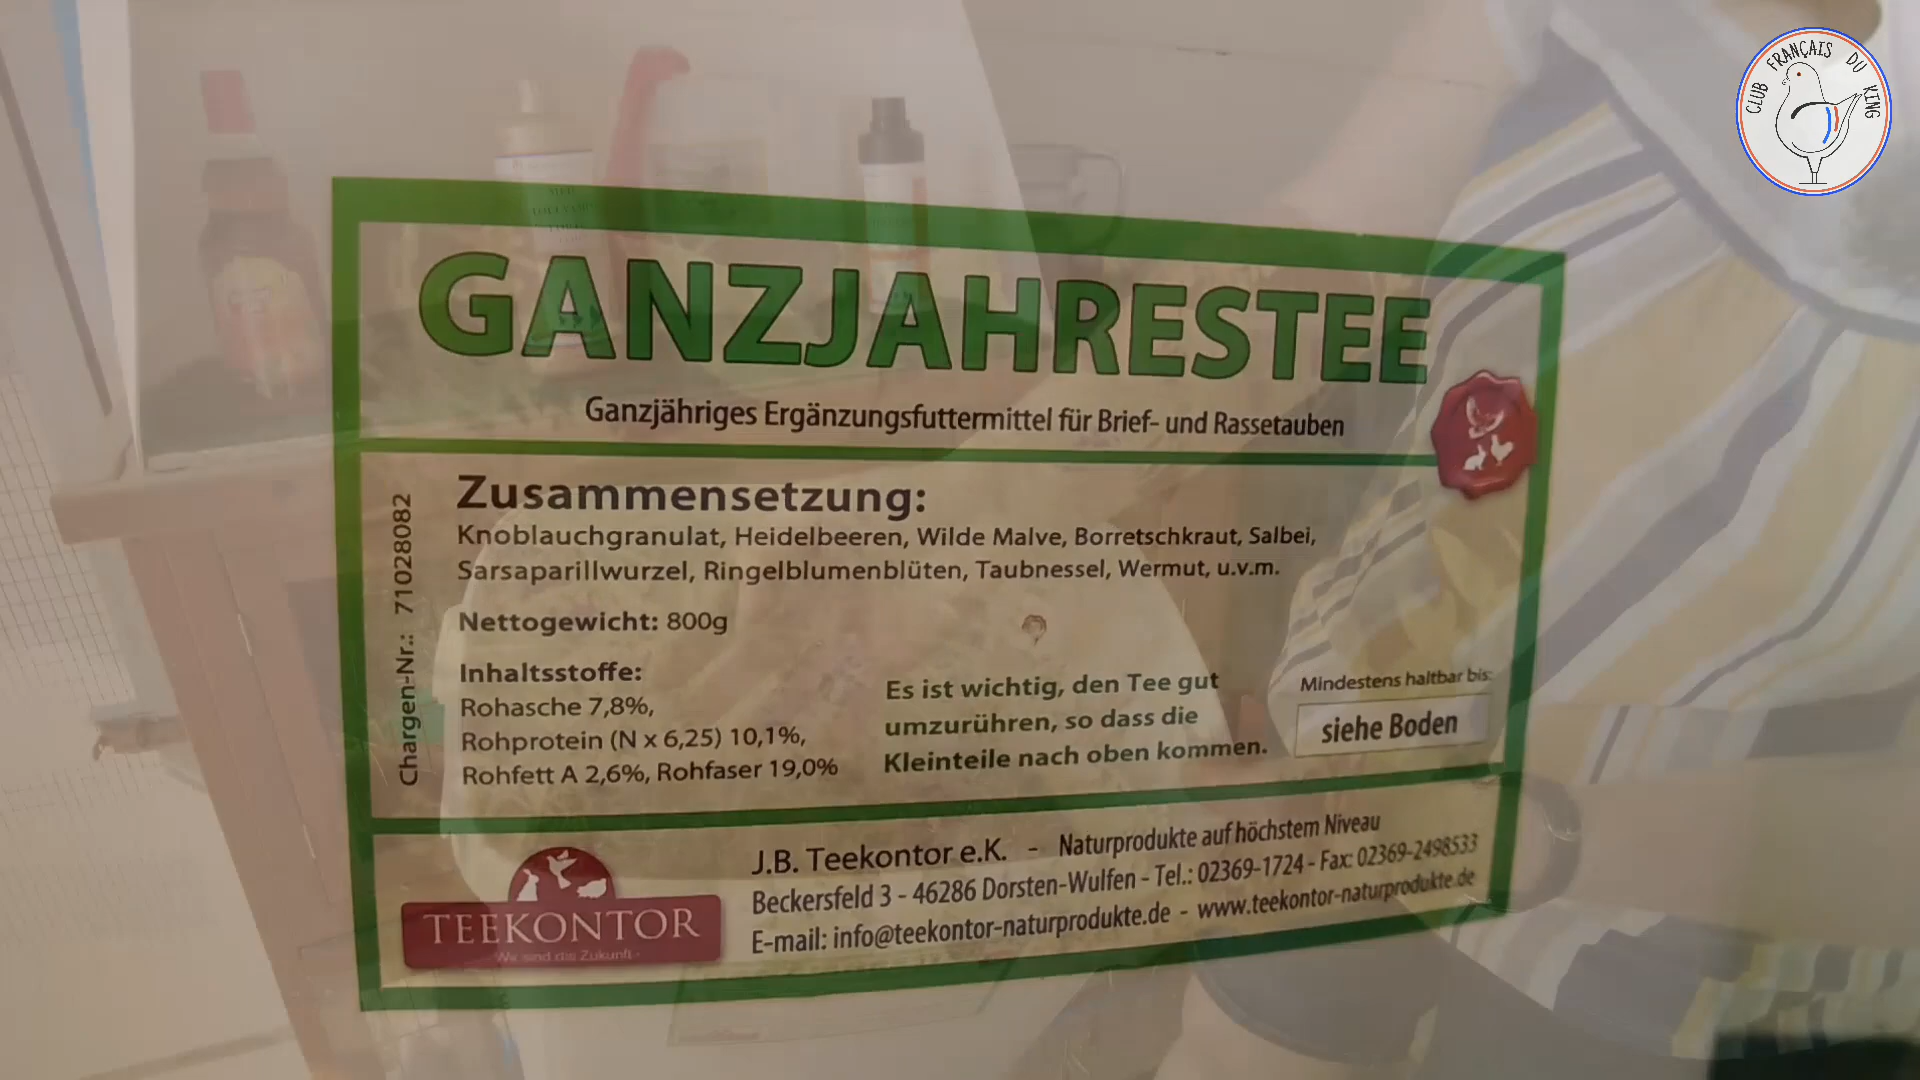 CLUB FRANÇAIS DU KING
GANZJAHRESTEE
Ganzjähriges Ergänzungsfuttermittel für Brief- und Rassetauben
Zusammensetzung:
Knoblauchgranulat, Heidelbeeren, Wilde Malve, Borretschkraut, Salbei,
Sarsaparillwurzel, Ringelblumenblüten, Taubnessel, Wermut, u.v.m.
Nettogewicht: 800g
Inhaltsstoffe:
Rohasche 7,8%,
Rohprotein (N x 6,25) 10,1%,
Rohfett A 2,6%, Rohfaser 19,0%
Es ist wichtig, den Tee gut
umzurühren, so dass die
Kleinteile nach oben kommen.
Mindestens haltbar bis:
siehe Boden
Chargen-Nr.: 71028082
TEEKONTOR
- Wir sind die Zukunft -
J.B. Teekontor e.K. - Naturprodukte auf höchstem Niveau
Beckersfeld 3 - 46286 Dorsten-Wulfen - Tel.: 02369-1724 - Fax: 02369-2498533
E-mail: info@teekontor-naturprodukte.de - www.teekontor-naturprodukte.de